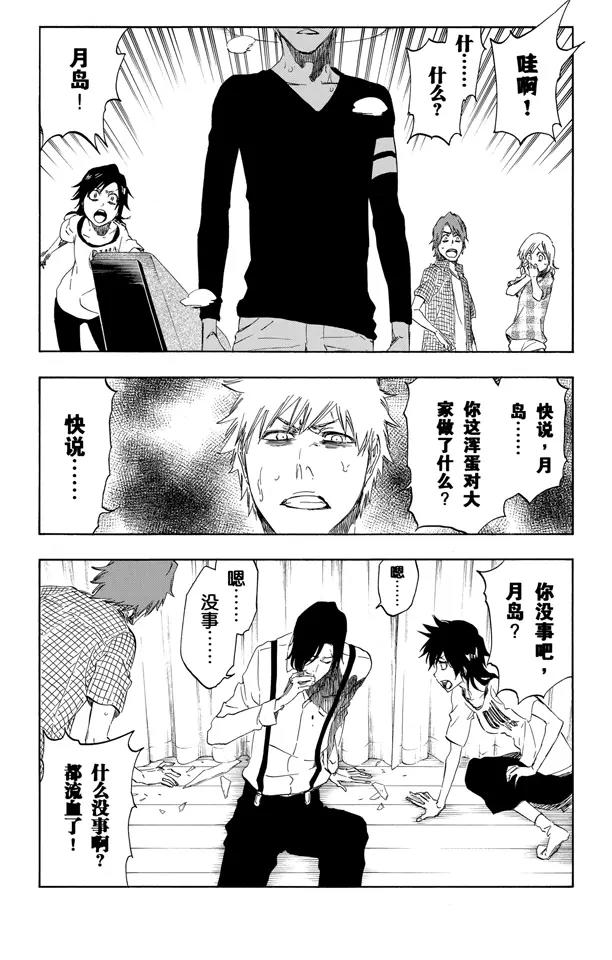 哇啊！
什……
什么？
月岛！
快说，月
岛……
你这浑蛋对大
家做了什么？
快说……
你没事吧，
月岛？
嗯……
嗯……
没事……
什么没事啊？
都流血了！